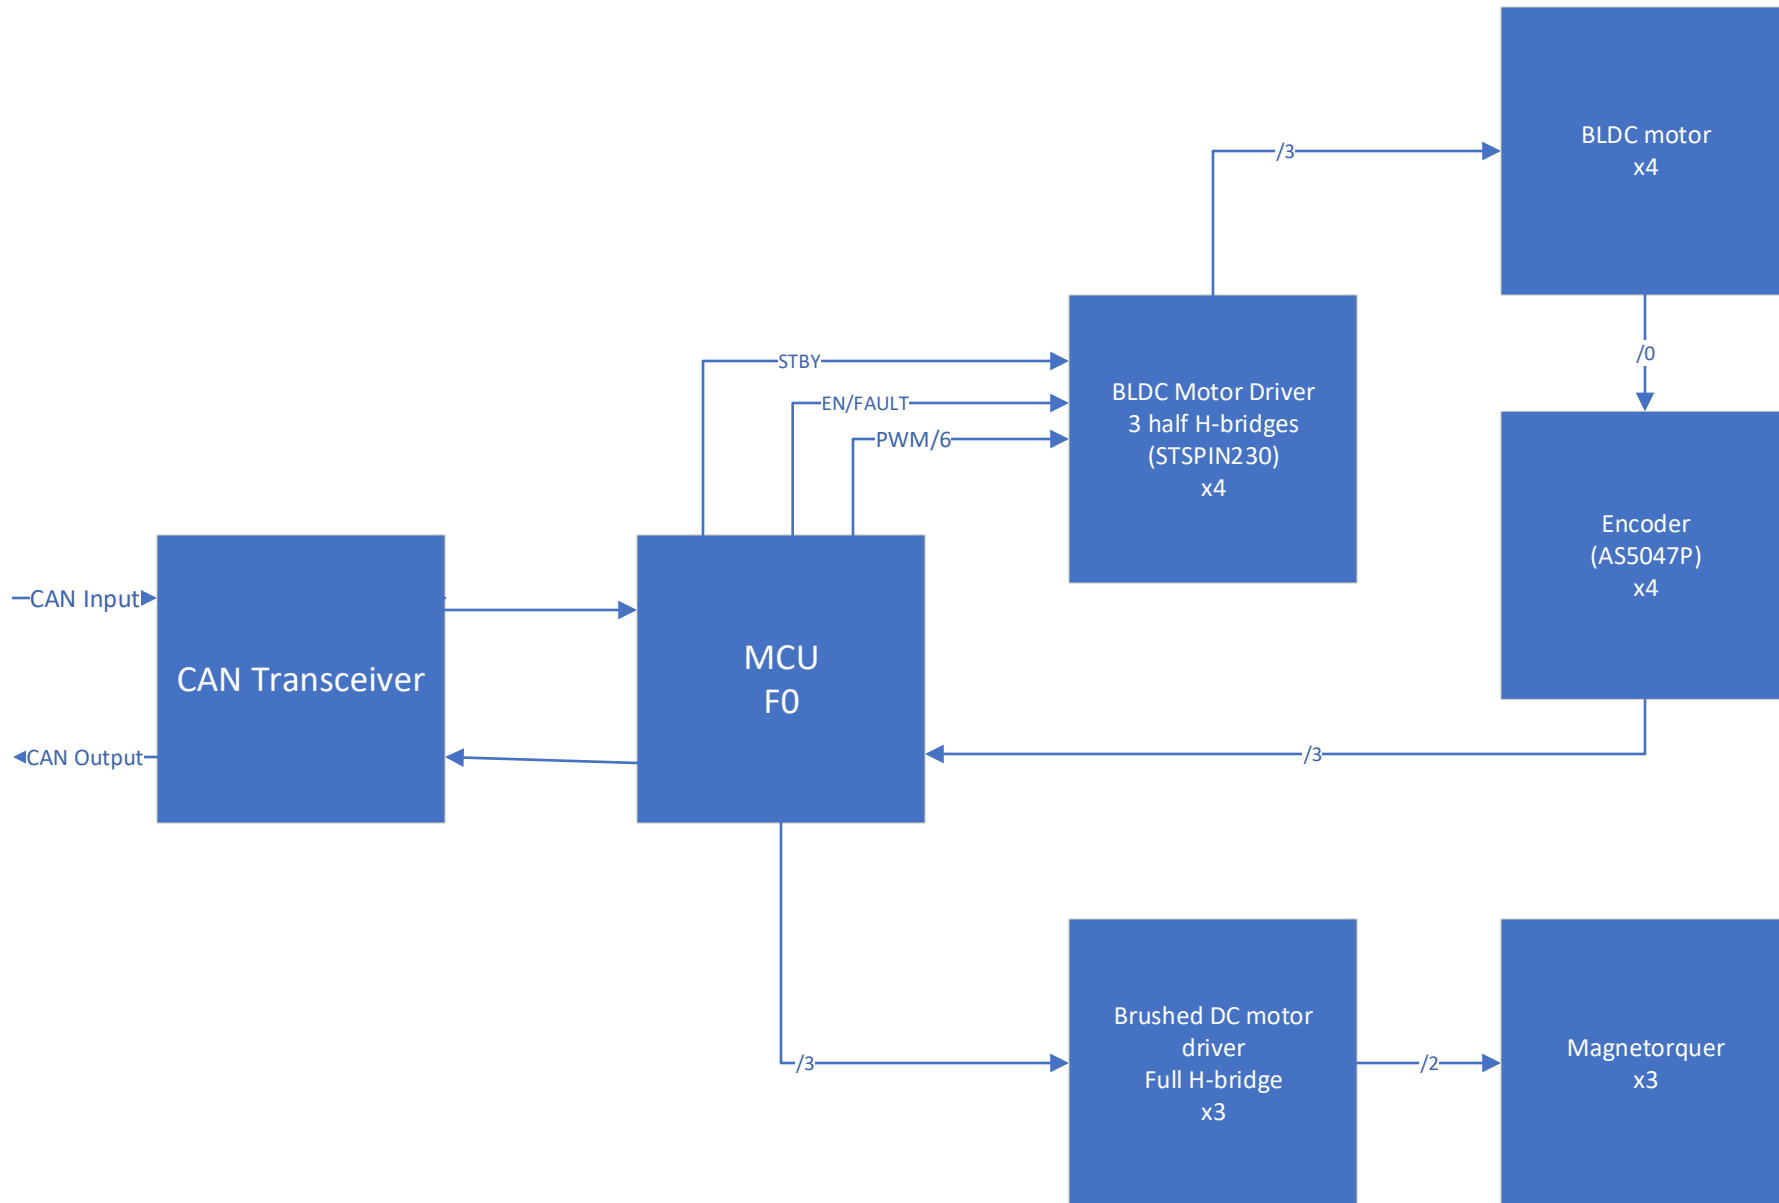 BLDC motor
x4
/3
/0
STBY
EN/FAULT
PWM/6
BLDC Motor Driver
3 half H-bridges
(STSPIN230)
x4
Encoder
(AS5047P)
x4
CAN Input
CAN Transceiver
CAN Output
MCU
F0
/3
/3
Brushed DC motor
driver
Full H-bridge
x3
/2
Magnetorquer
x3